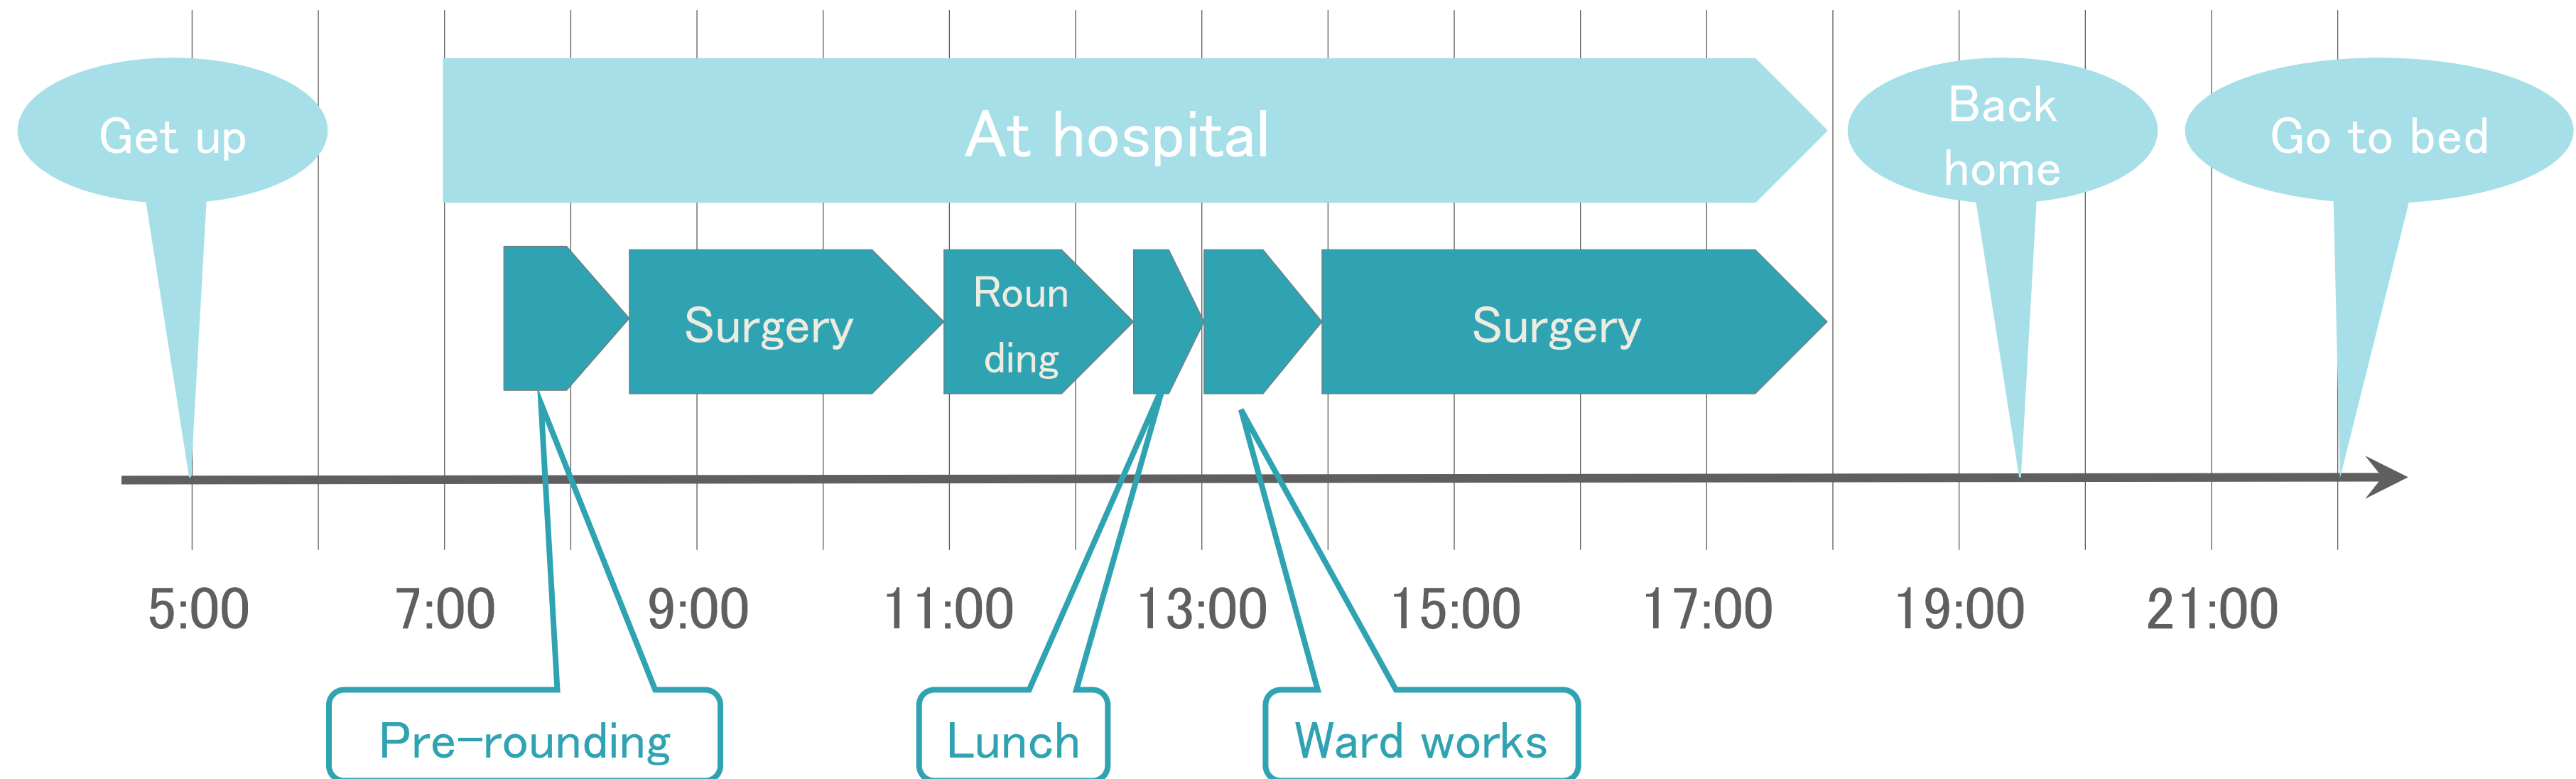 Get up
At hospital
Back
home
Go to bed
Surgery
Roun
ding
Surgery
5:00
7:00
9:00
11:00
13:00
15:00
17:00
19:00
21:00
Pre-rounding
Lunch
Ward works